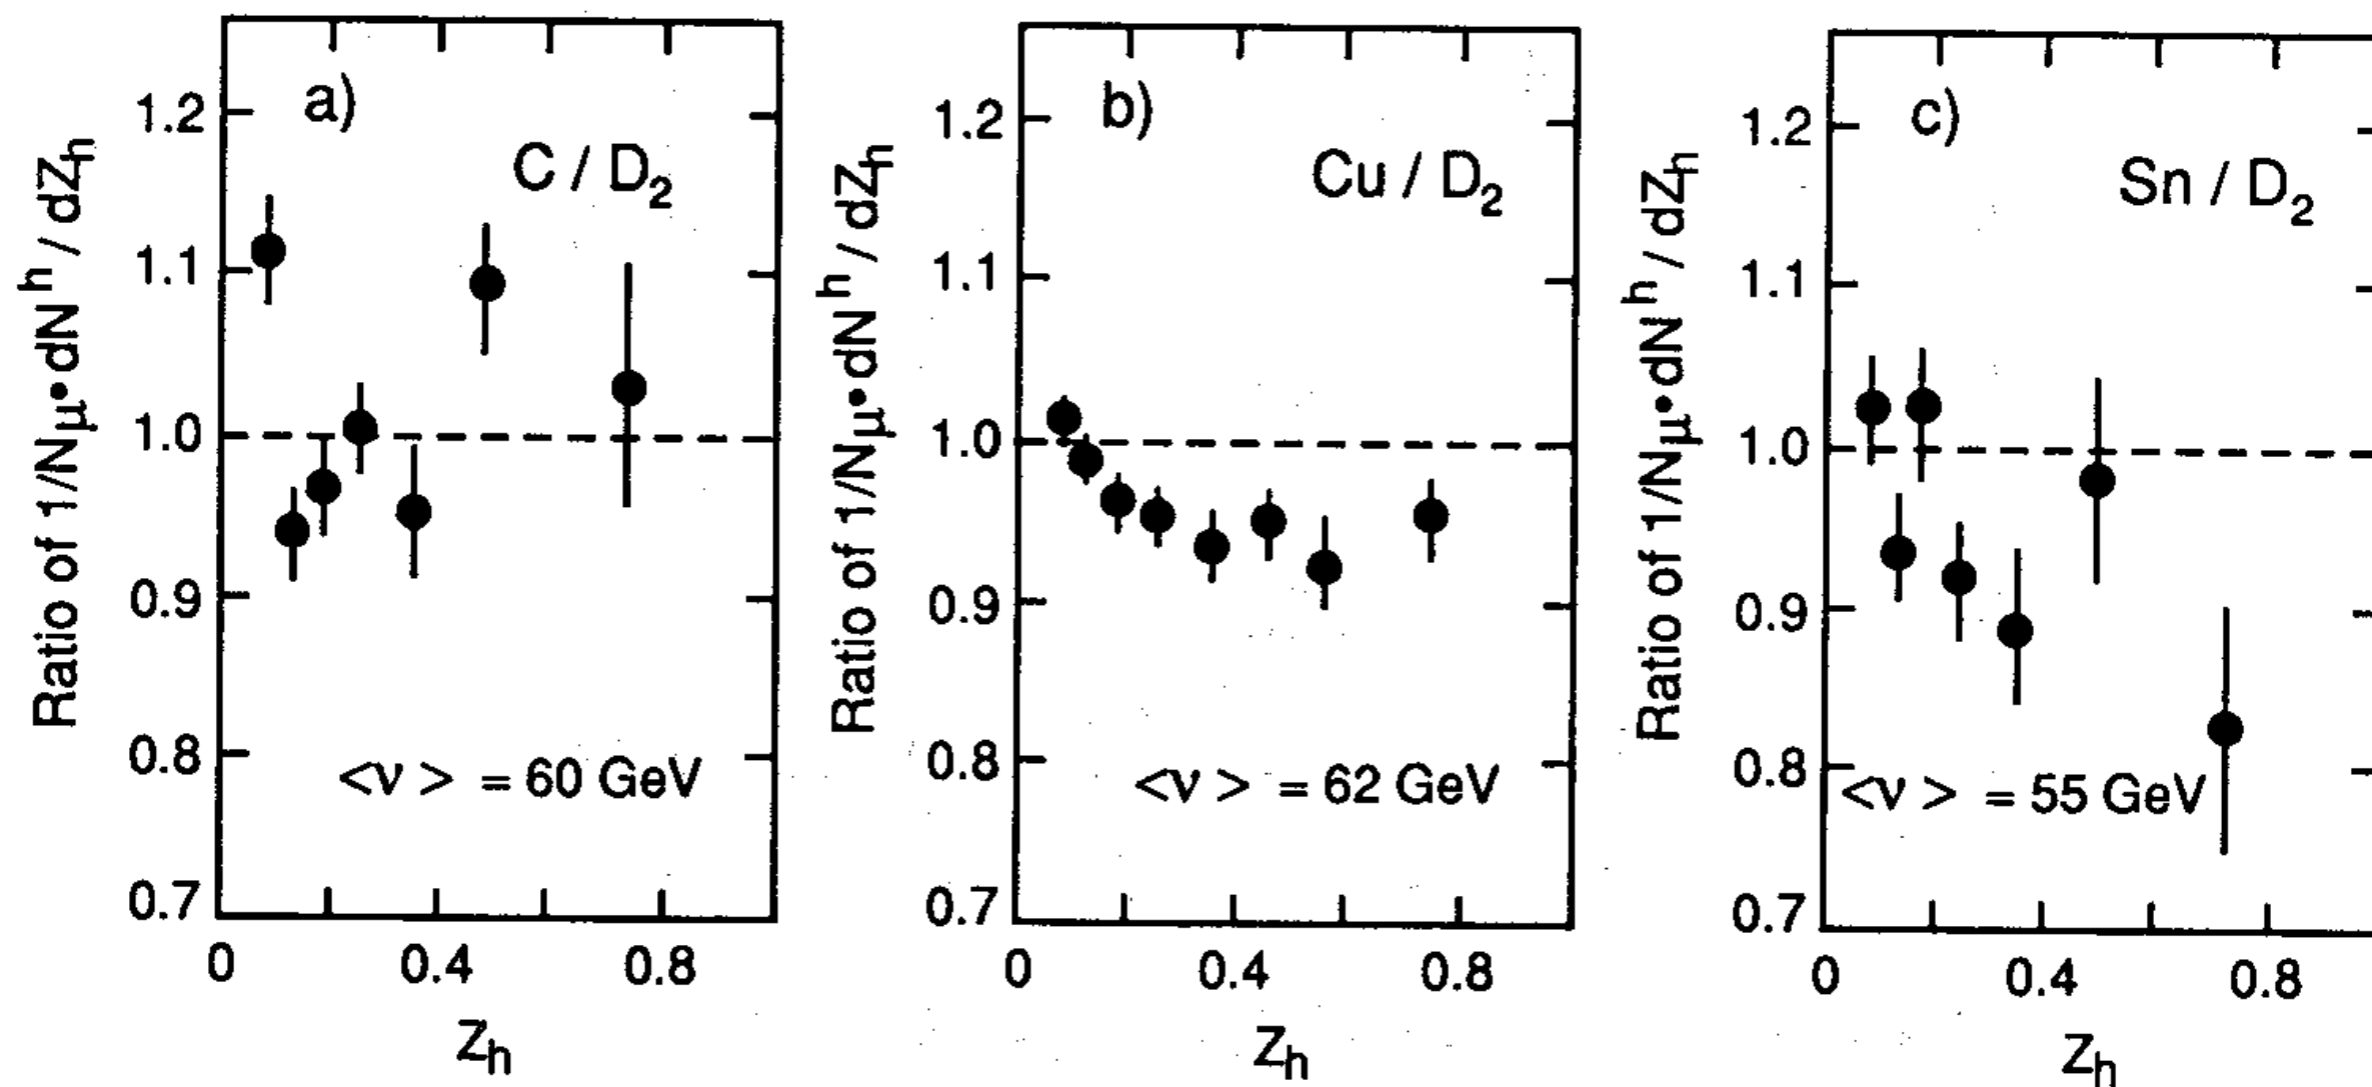 a)
C / D2
Ratio of 1/Nμ•dN^h / dZh
1.2
1.1
1.0
0.9
0.8
0.7
<ν> = 60 GeV
0 0.4 0.8
Zh
b)
Cu / D2
Ratio of 1/Nμ•dN^h / dZh
1.2
1.1
1.0
0.9
0.8
0.7
<ν> = 62 GeV
0 0.4 0.8
Zh
c)
Sn / D2
Ratio of 1/Nμ•dN^h / dZh
1.2
1.1
1.0
0.9
0.8
0.7
<ν> = 55 GeV
0 0.4 0.8
Zh